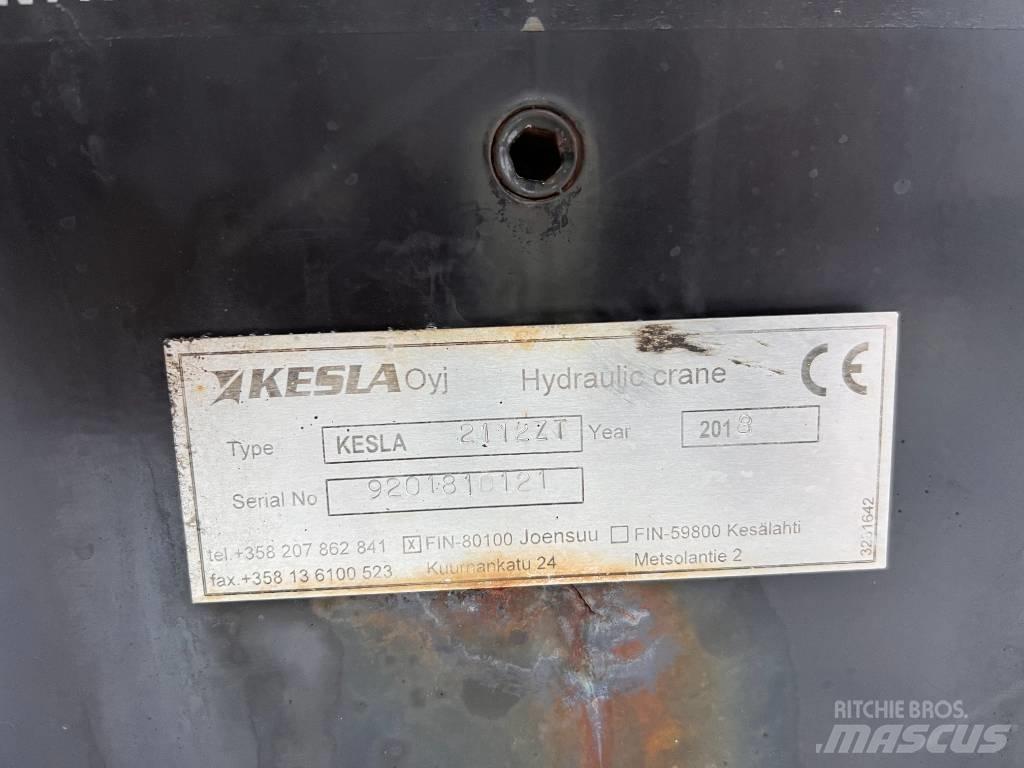 KESLA Oyj Hydraulic crane CE
Type KESLA 2112ZT Year 2018
Serial No 9201810121
tel.+358 207 862 841 x FIN-80100 Joensuu FIN-59800 Kesälahti
fax.+358 13 6100 523 Kuurnankatu 24 Metsolantie 2
RITCHIE BROS.
MASCUS